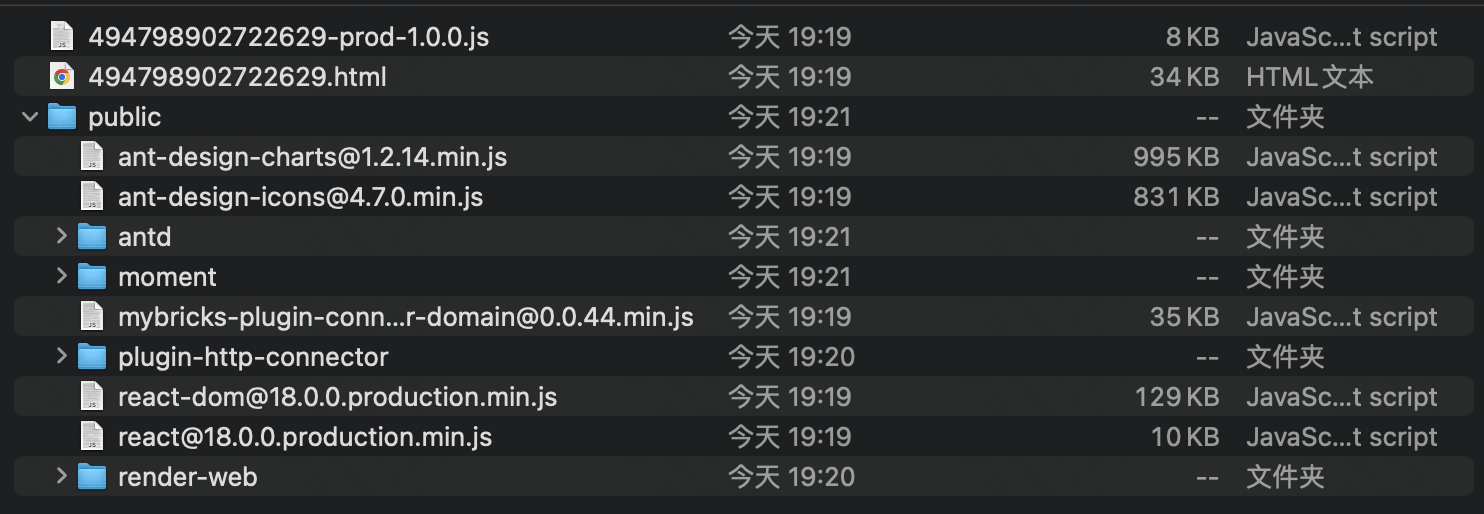 494798902722629-prod-1.0.0.js 今天 19:19 8 KB JavaSc...t script
494798902722629.html 今天 19:19 34 KB HTML文本
public 今天 19:21 -- 文件夹
ant-design-charts@1.2.14.min.js 今天 19:19 995 KB JavaSc...t script
ant-design-icons@4.7.0.min.js 今天 19:19 831 KB JavaSc...t script
antd 今天 19:21 -- 文件夹
moment 今天 19:21 -- 文件夹
mybricks-plugin-conn...r-domain@0.0.44.min.js 今天 19:19 35 KB JavaSc...t script
plugin-http-connector 今天 19:20 -- 文件夹
react-dom@18.0.0.production.min.js 今天 19:19 129 KB JavaSc...t script
react@18.0.0.production.min.js 今天 19:19 10 KB JavaSc...t script
render-web 今天 19:20 -- 文件夹